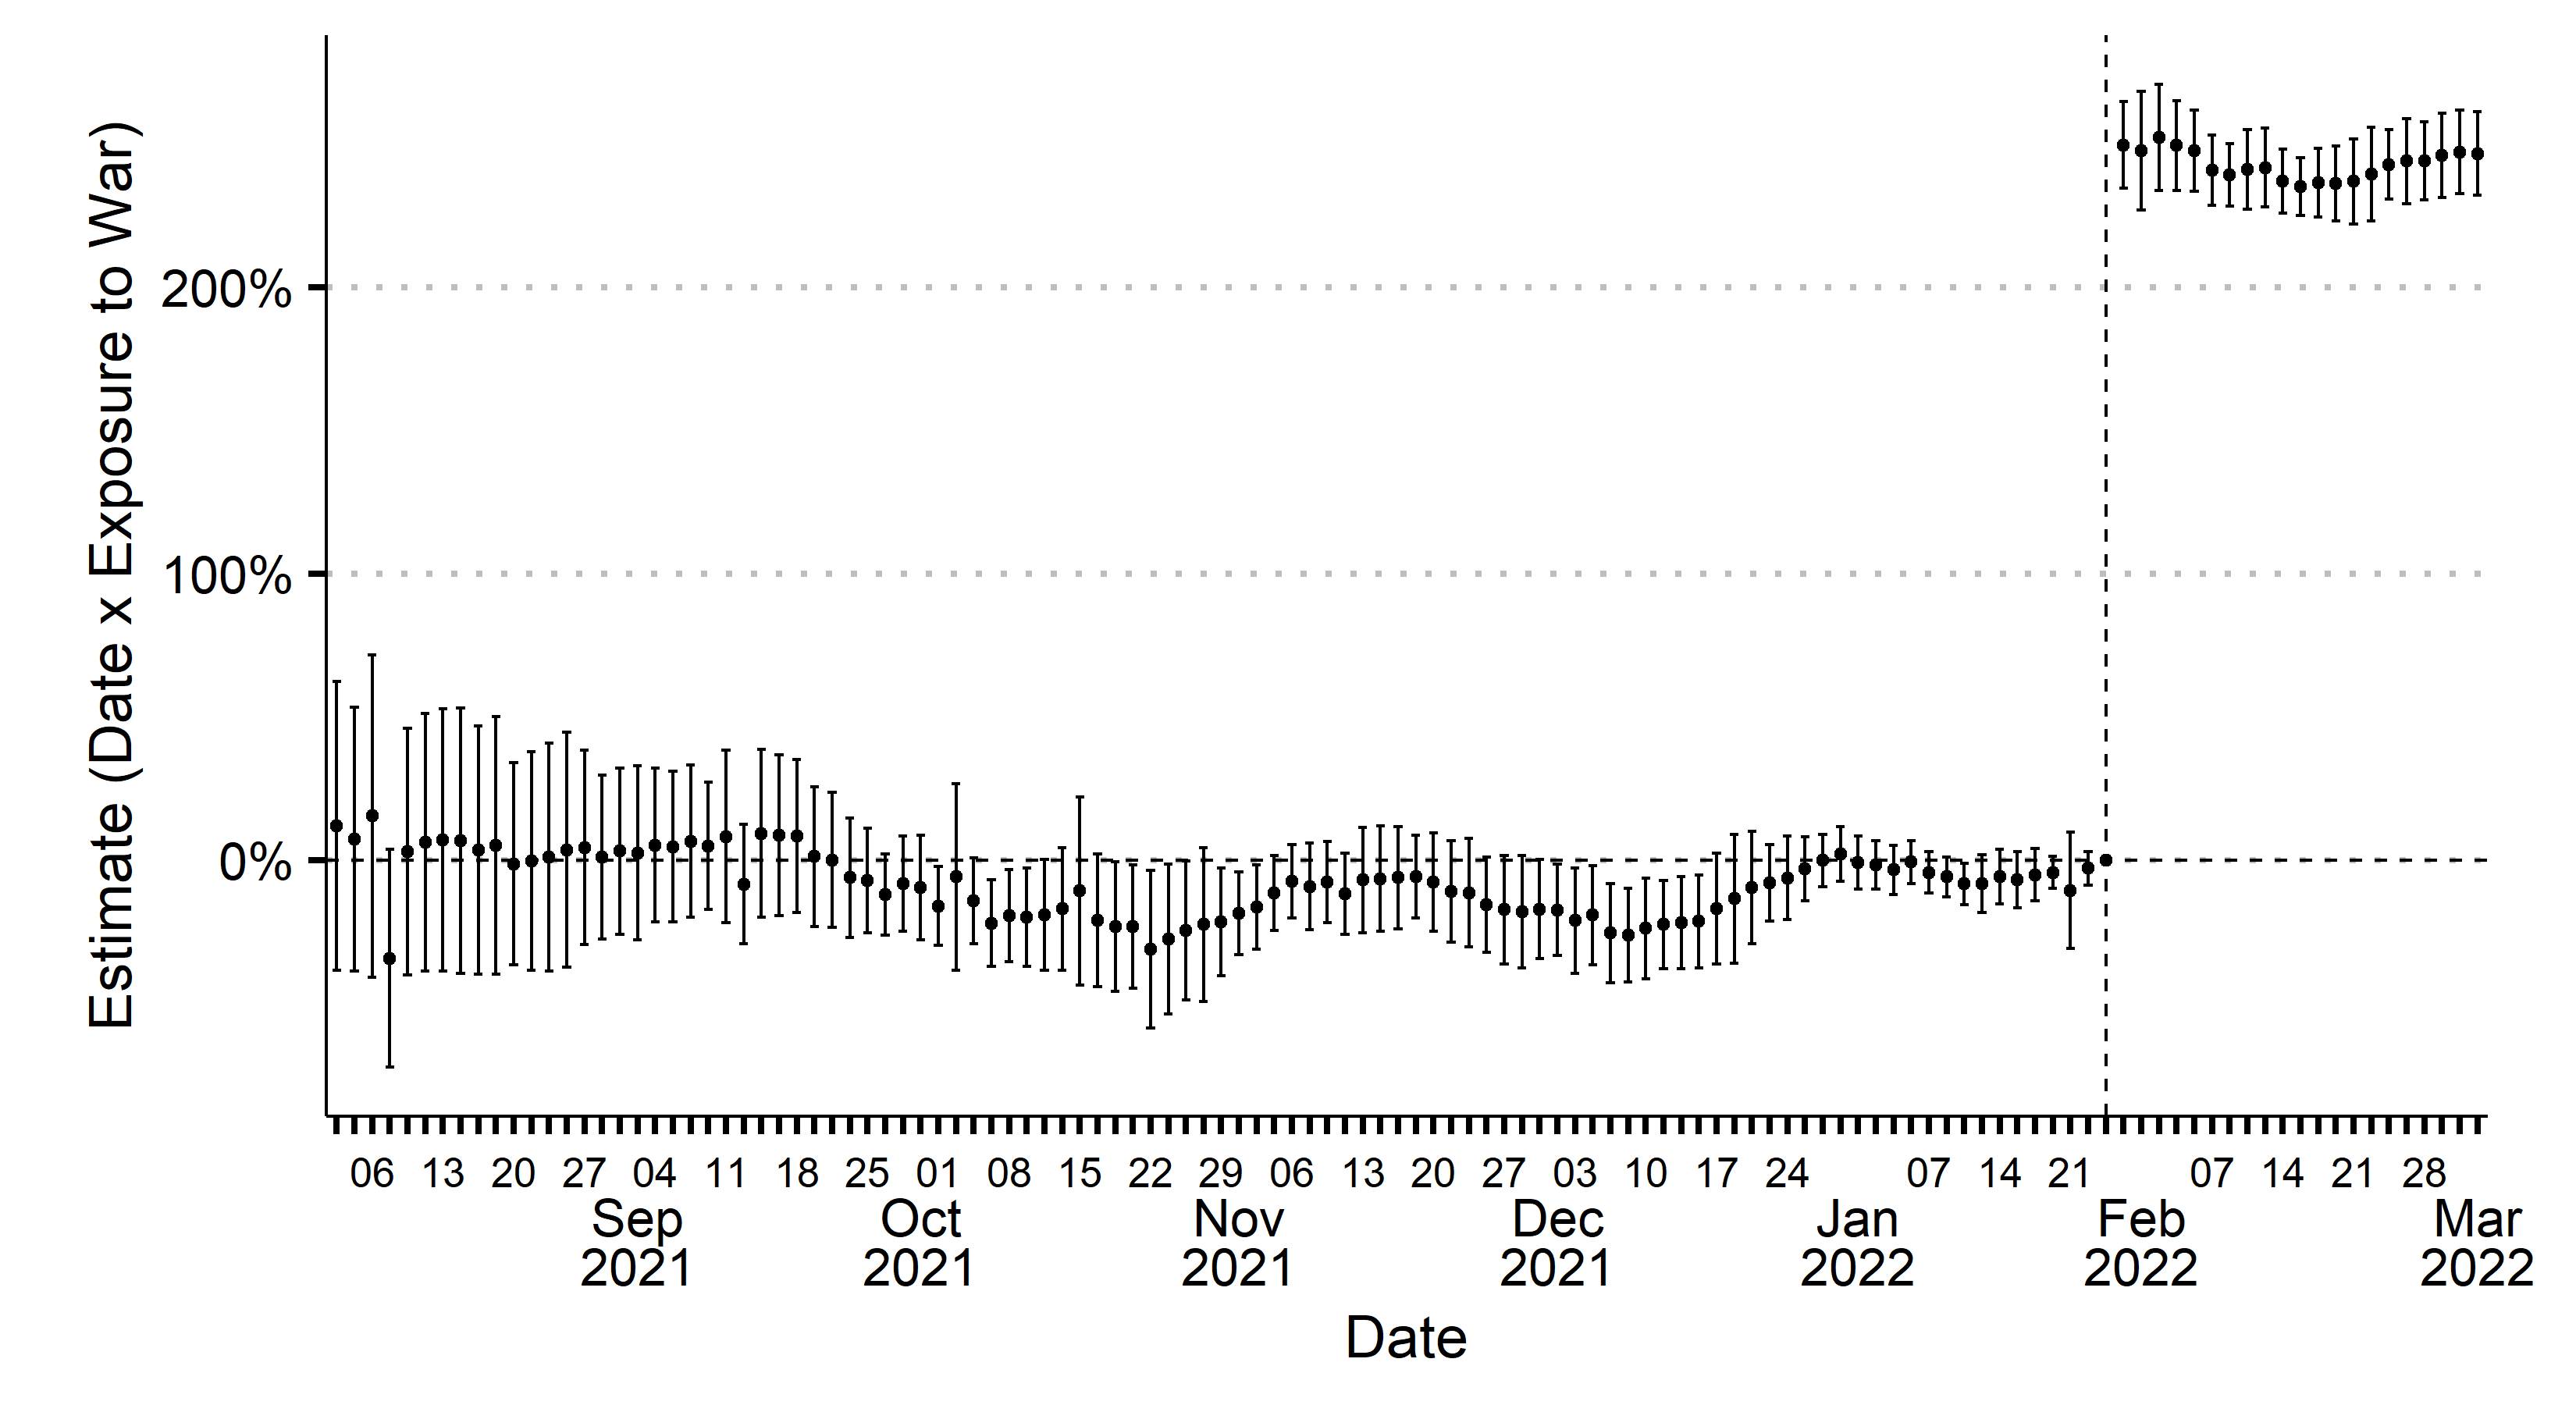 Estimate (Date x Exposure to War)
200%
100%
0%
06 13 20 27 04 11 18 25 01 08 15 22 29 06 13 20 27 03 10 17 24 07 14 21 07 14 21 28
Sep Oct Nov Dec Jan Feb Mar
2021 2021 2021 2021 2022 2022 2022
Date